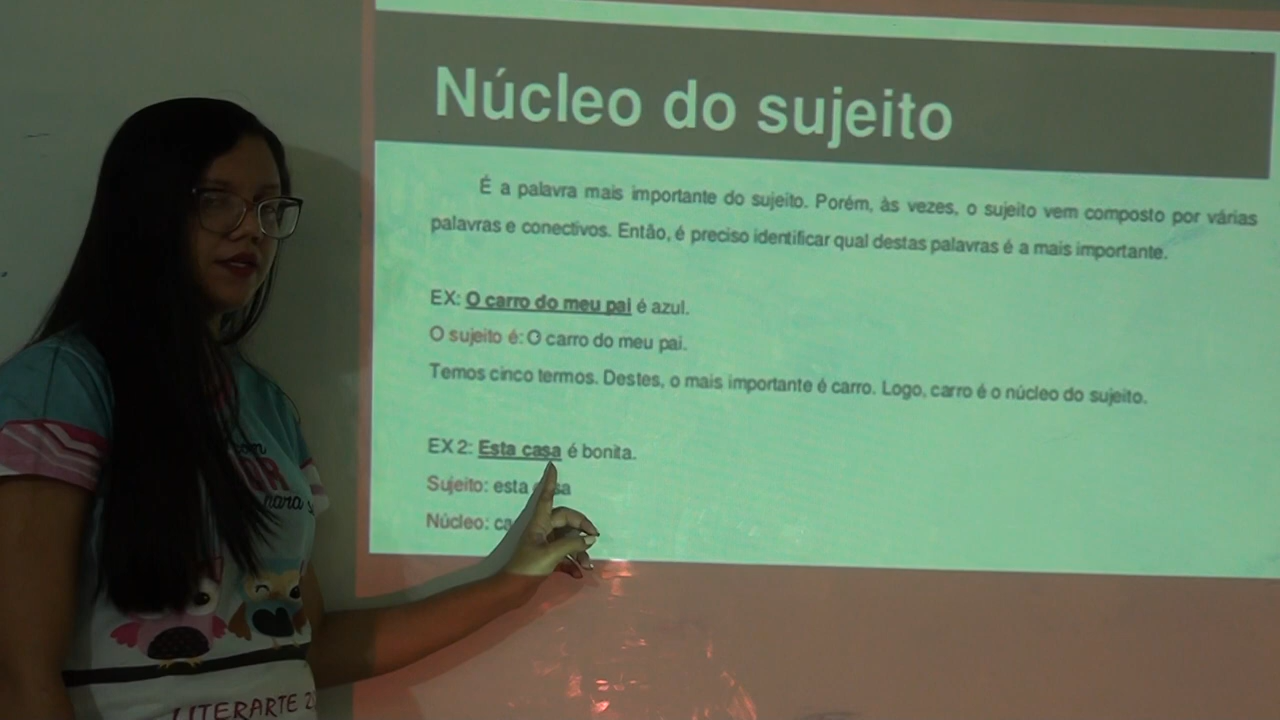 Núcleo do sujeito
É a palavra mais importante do sujeito. Porém, às vezes, o sujeito vem composto por várias
palavras e conectivos. Então, é preciso identificar qual destas palavras é a mais importante.
EX: O carro do meu pai é azul.
O sujeito é: O carro do meu pai.
Temos cinco termos. Destes, o mais importante é carro. Logo, carro é o núcleo do sujeito.
EX 2: Esta casa é bonita.
Sujeito: esta
Núcleo:
LITERARTE